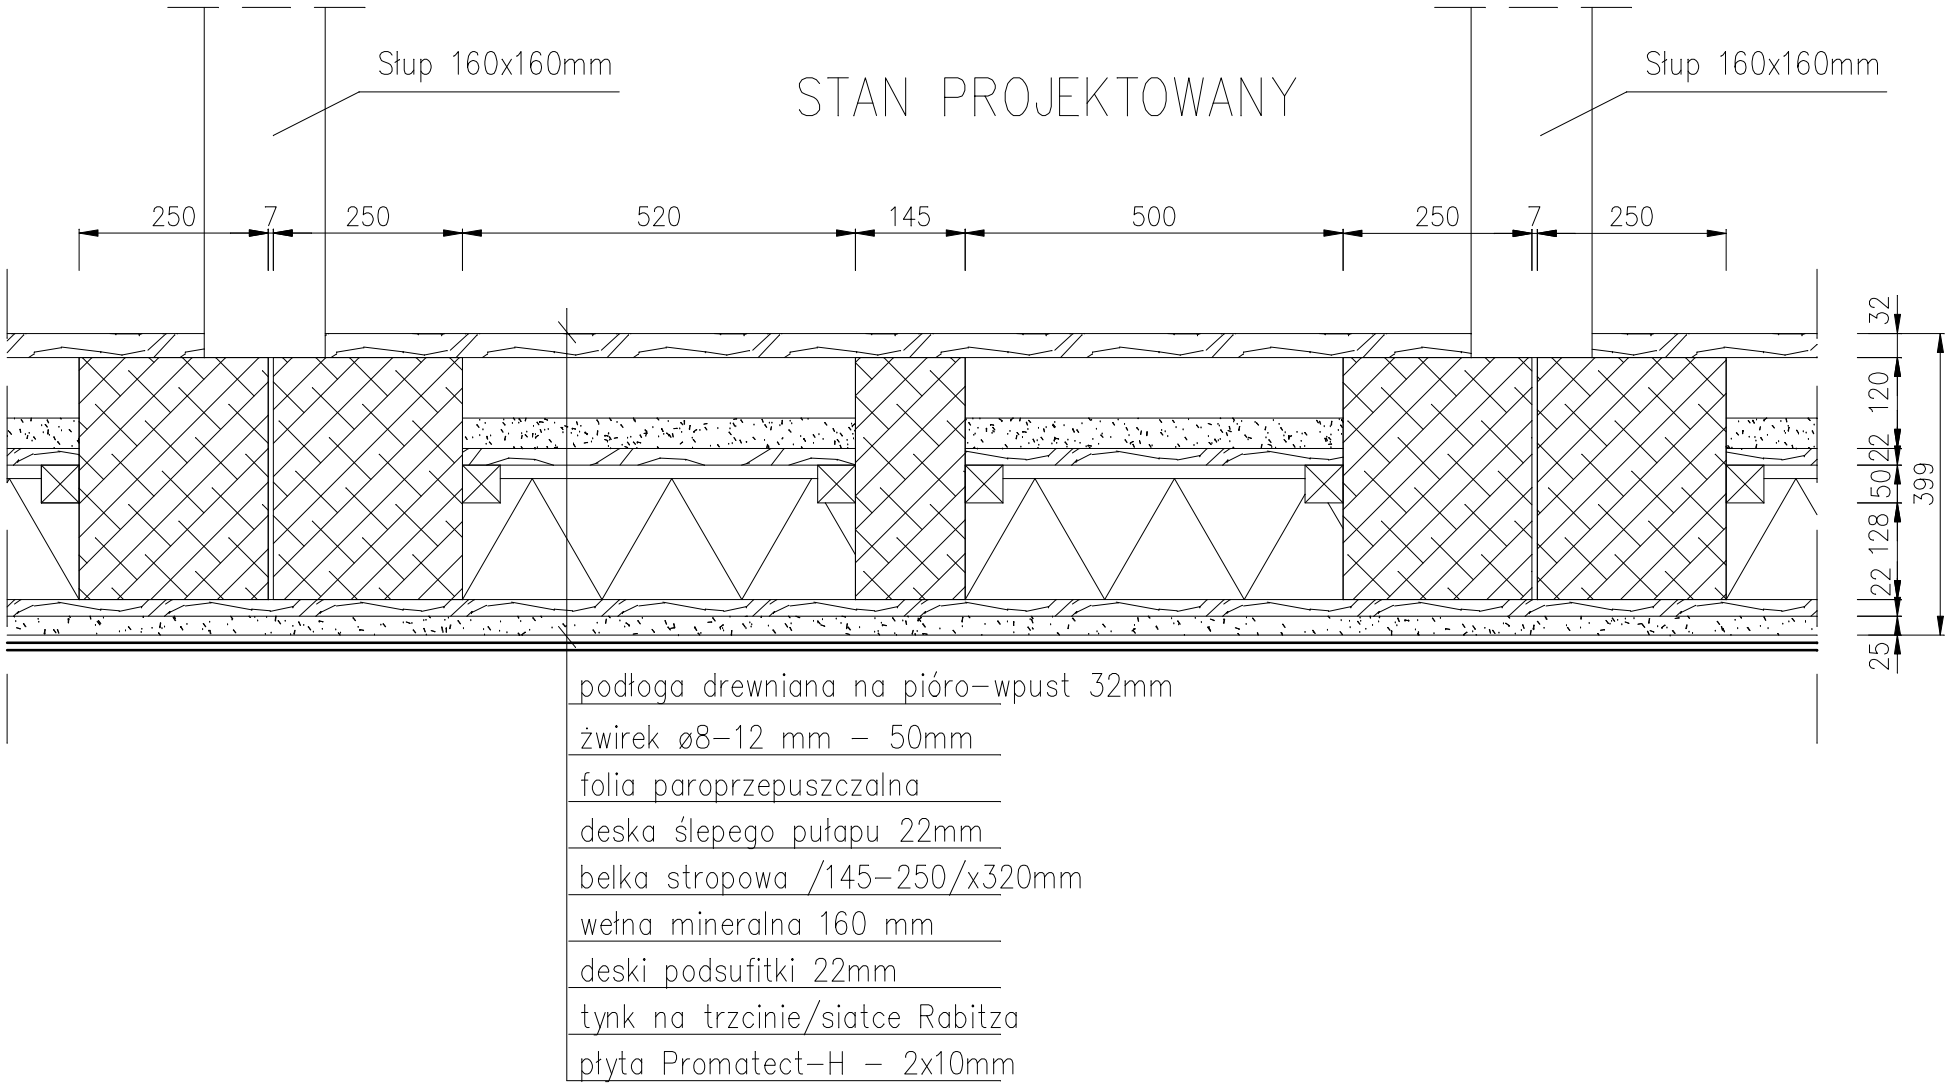 Słup 160x160mm
STAN PROJEKTOWANY
Słup 160x160mm
250 7 250 520 145 500 250 7 250
32
120
22
50
128
22
25
399
podłoga drewniana na pióro-wpust 32mm
żwirek ø8-12 mm - 50mm
folia paroprzepuszczalna
deska ślepego pułapu 22mm
belka stropowa /145-250/x320mm
wełna mineralna 160 mm
deski podsufitki 22mm
tynk na trzcinie/siatce Rabitza
płyta Promatect-H - 2x10mm